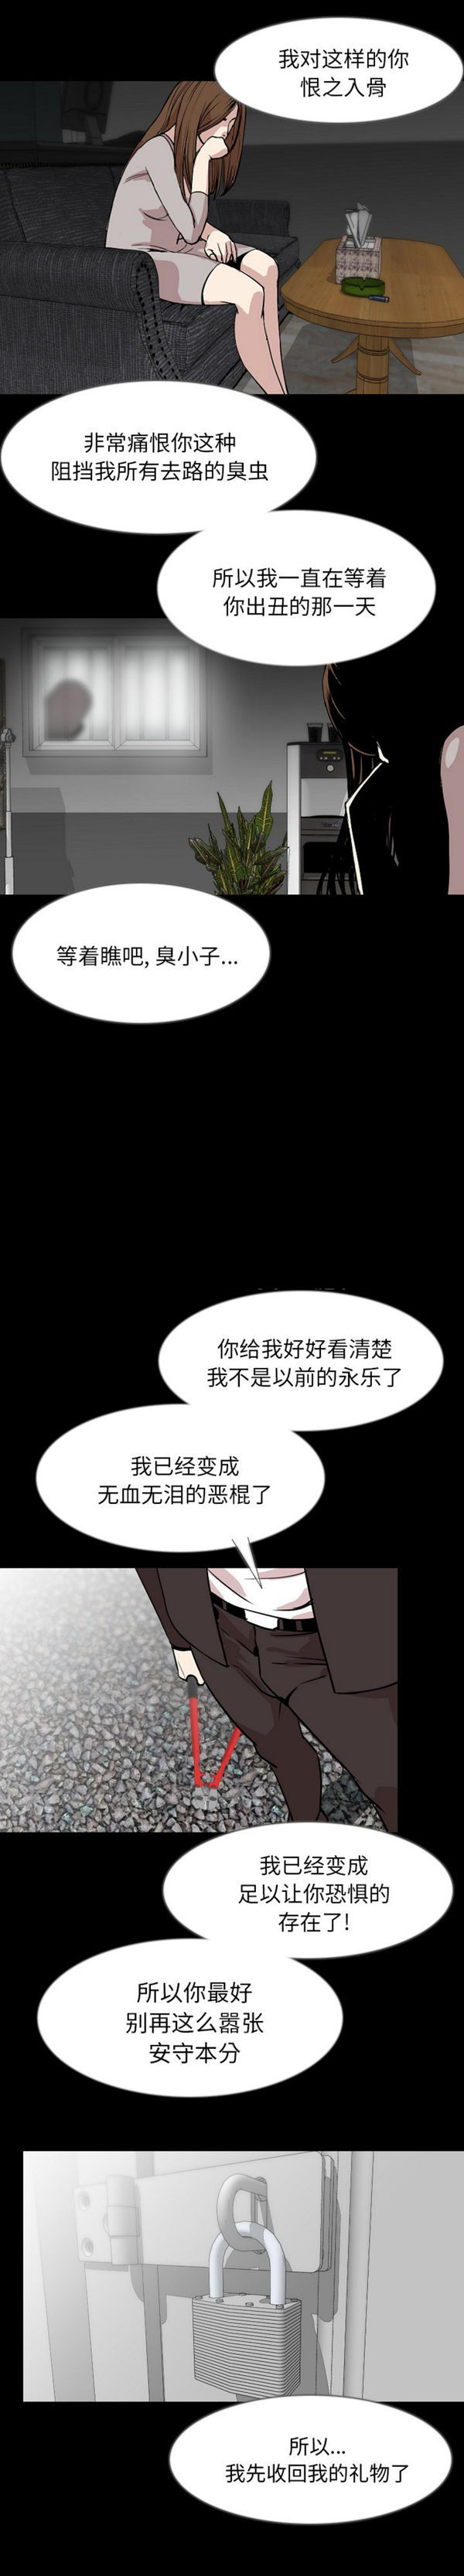 我对这样的你
恨之入骨
非常痛恨你这种
阻挡我所有去路的臭虫
所以我一直在等着
你出丑的那一天
等着瞧吧, 臭小子...
你给我好好看清楚
我不是以前的永乐了
我已经变成
无血无泪的恶棍了
我已经变成
足以让你恐惧的
存在了!
所以你最好
别再这么嚣张
安守本分
所以...
我先收回我的礼物了